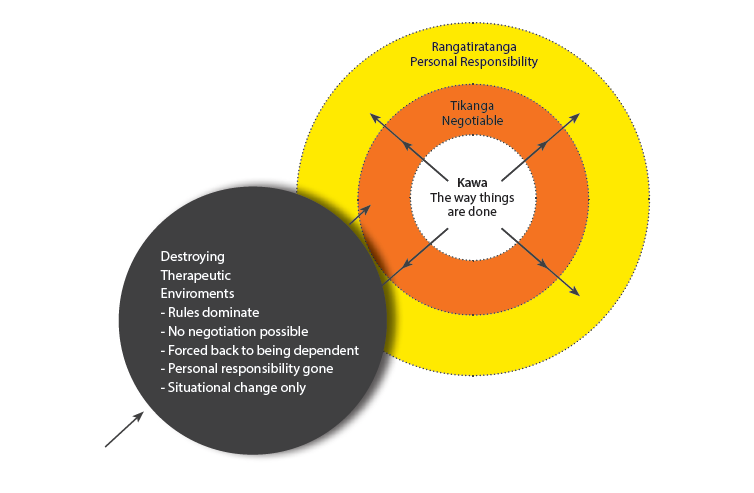 Rangatiratanga
Personal Responsibility
Tikanga
Negotiable
Kawa
The way things
are done
Destroying
Therapeutic
Enviroments
- Rules dominate
- No negotiation possible
- Forced back to being dependent
- Personal responsibility gone
- Situational change only